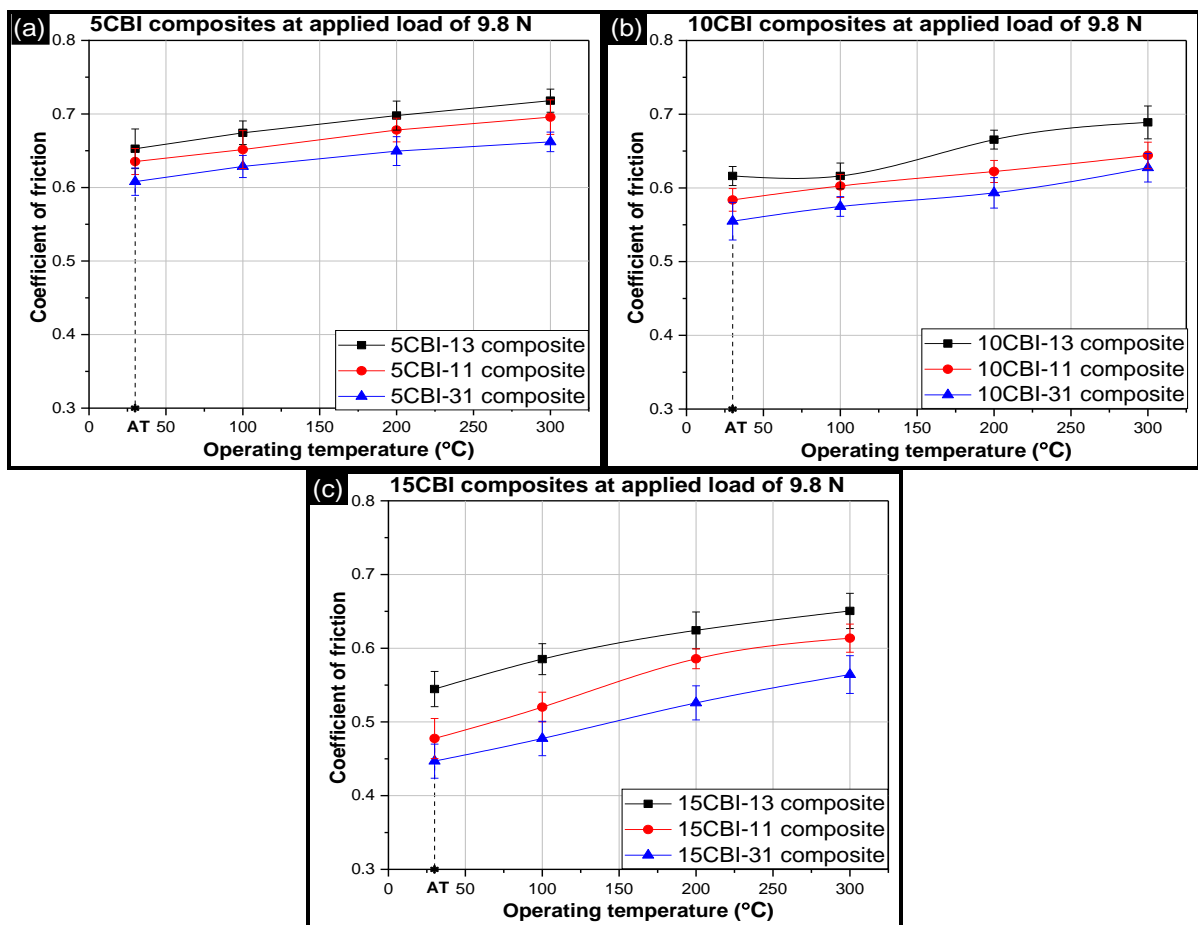 (a)
5CBI composites at applied load of 9.8 N
0.8
0.7
0.6
0.5
0.4
0.3
Coefficient of friction
5CBI-13 composite
5CBI-11 composite
5CBI-31 composite
0 AT 50 100 150 200 250 300
Operating temperature (°C)
(b)
10CBI composites at applied load of 9.8 N
0.8
0.7
0.6
0.5
0.4
0.3
Coefficient of friction
10CBI-13 composite
10CBI-11 composite
10CBI-31 composite
0 AT 50 100 150 200 250 300
Operating temperature (°C)
(c)
15CBI composites at applied load of 9.8 N
0.8
0.7
0.6
0.5
0.4
0.3
Coefficient of friction
15CBI-13 composite
15CBI-11 composite
15CBI-31 composite
0 AT 50 100 150 200 250 300
Operating temperature (°C)